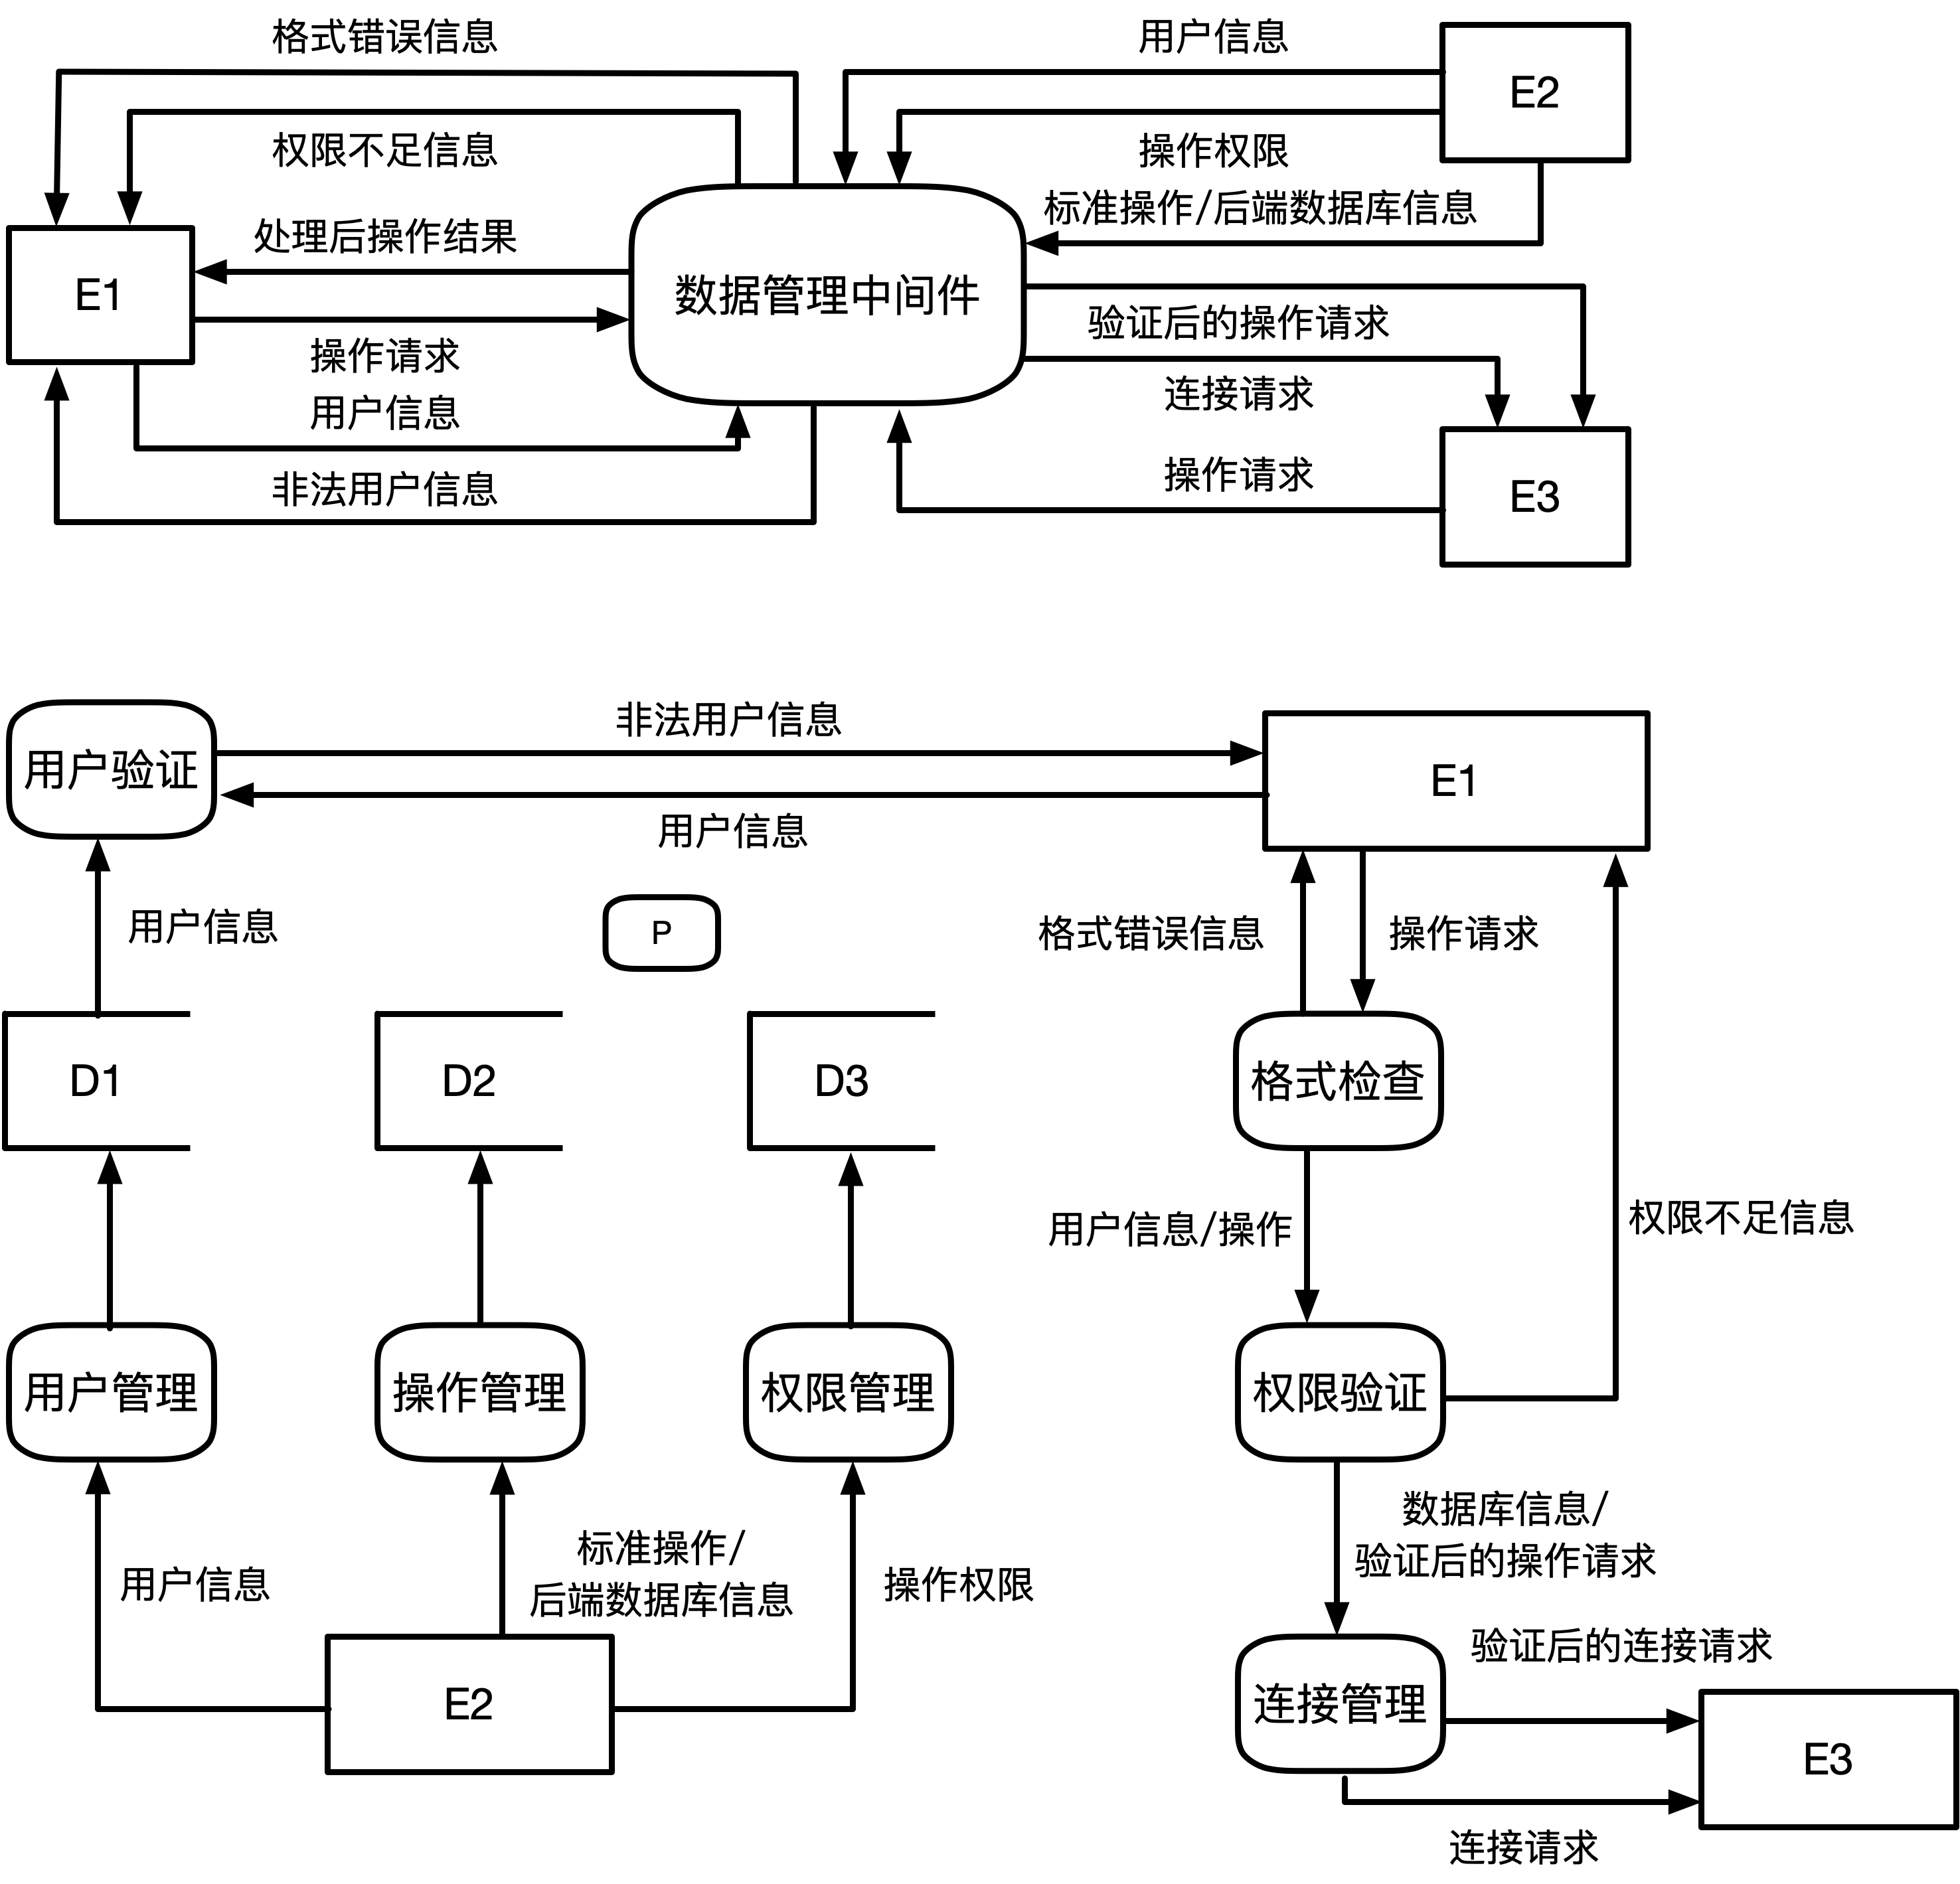 格式错误信息
用户信息
E2
权限不足信息
操作权限
处理后操作结果
标准操作/后端数据库信息
E1
数据管理中间件
验证后的操作请求
操作请求
连接请求
用户信息
操作请求
非法用户信息
E3
非法用户信息
用户验证
E1
用户信息
用户信息
P
格式错误信息
操作请求
D1
D2
D3
格式检查
用户信息/操作
权限不足信息
用户管理
操作管理
权限管理
权限验证
数据库信息/
验证后的操作请求
用户信息
标准操作/
后端数据库信息
操作权限
验证后的连接请求
E2
连接管理
E3
连接请求